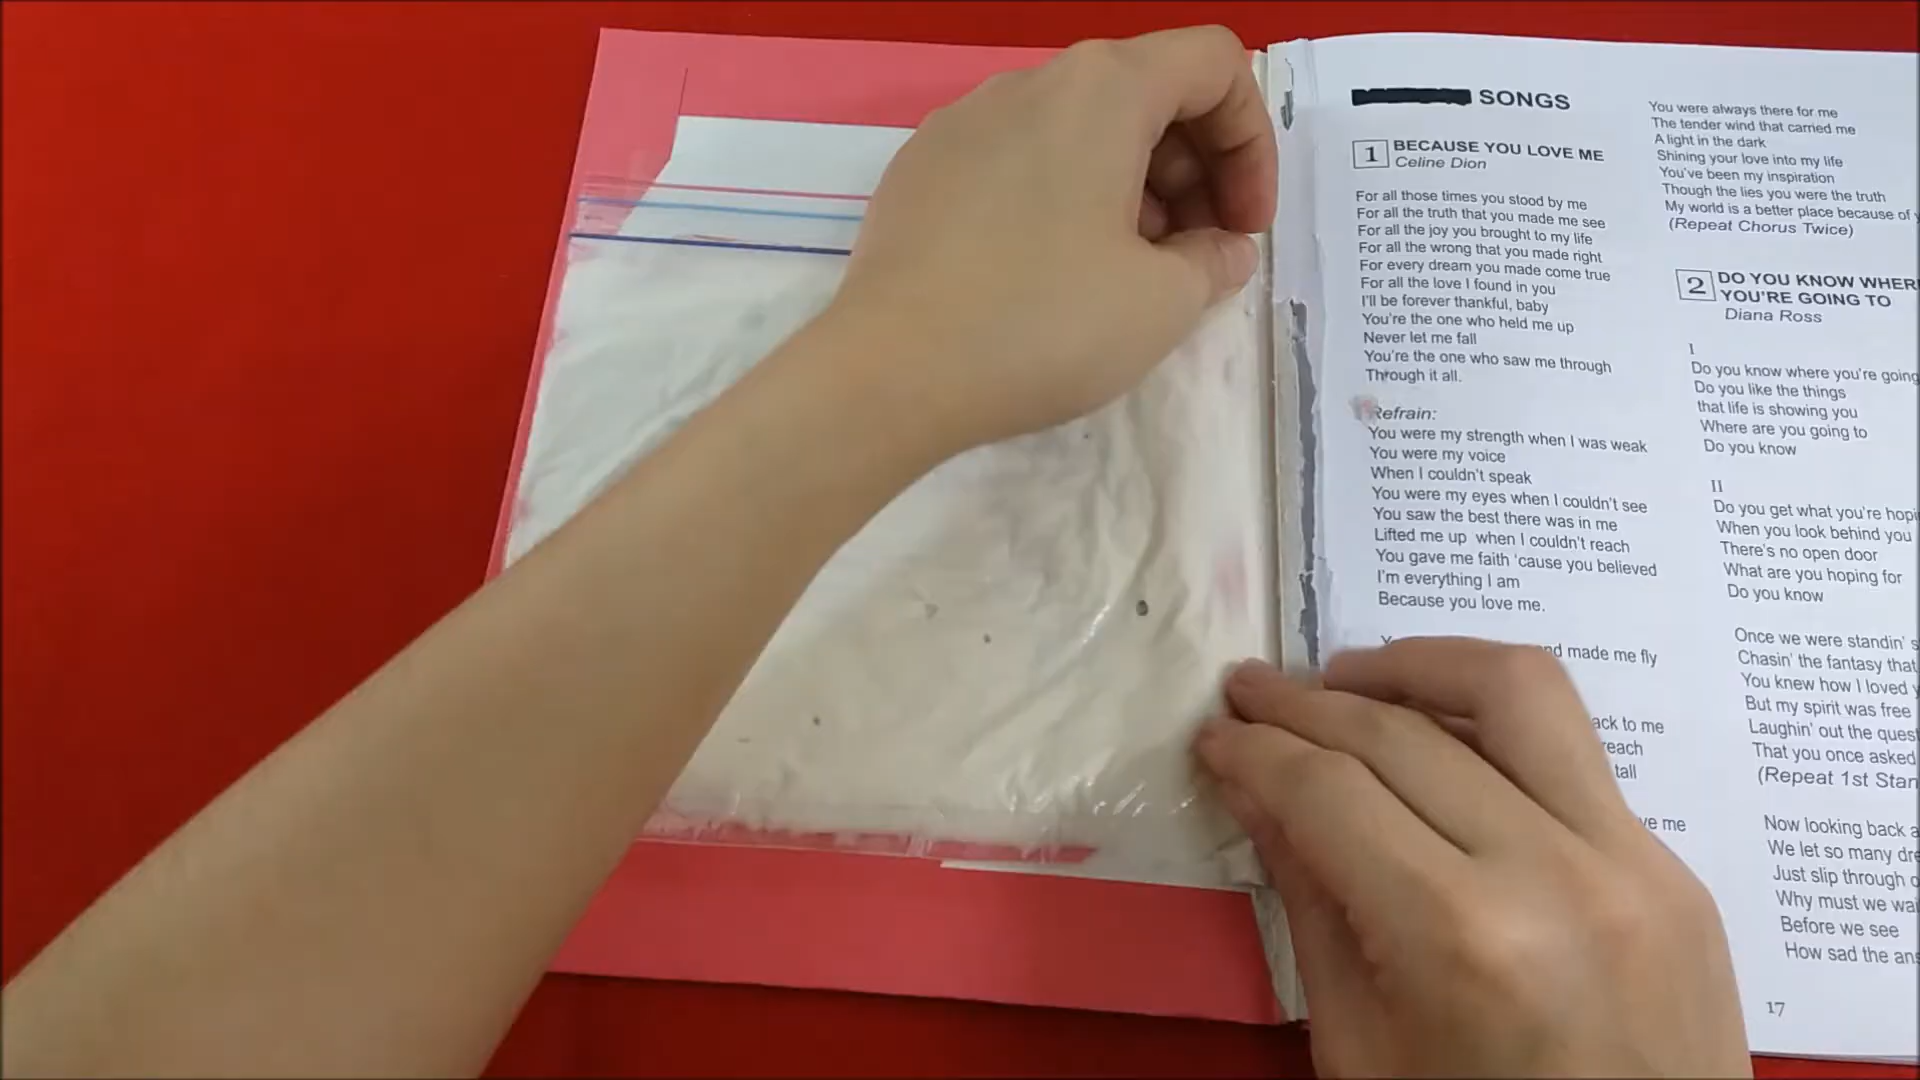 SONGS
1 BECAUSE YOU LOVE ME
Celine Dion
For all those times you stood by me
For all the truth that you made me see
For all the joy you brought to my life
For all the wrong that you made right
For every dream you made come true
For all the love I found in you
I'll be forever thankful, baby
You're the one who held me up
Never let me fall
You're the one who saw me through
Through it all.
Refrain:
You were my strength when I was weak
You were my voice
When I couldn't speak
You were my eyes when I couldn't see
You saw the best there was in me
Lifted me up when I couldn't reach
You gave me faith 'cause you believed
I'm everything I am
Because you love me.
and made me fly
back to me
reach
tall
me
You were always there for me
The tender wind that carried me
A light in the dark
Shining your love into my life
You've been my inspiration
Though the lies you were the truth
My world is a better place because of
(Repeat Chorus Twice)
2 DO YOU KNOW WHERE
YOU'RE GOING TO
Diana Ross
I
Do you know where you're going
Do you like the things
that life is showing you
Where are you going to
Do you know
II
Do you get what you're
When you look behind you
There's no open door
What are you hoping for
Do you know
Once we were standin'
Chasin' the fantasy that
You knew how I loved
But my spirit was free
Laughin' out the
That you once asked
(Repeat 1st
Now looking back
We let so many
Just slip through
Why must we
Before we see
How sad the
17